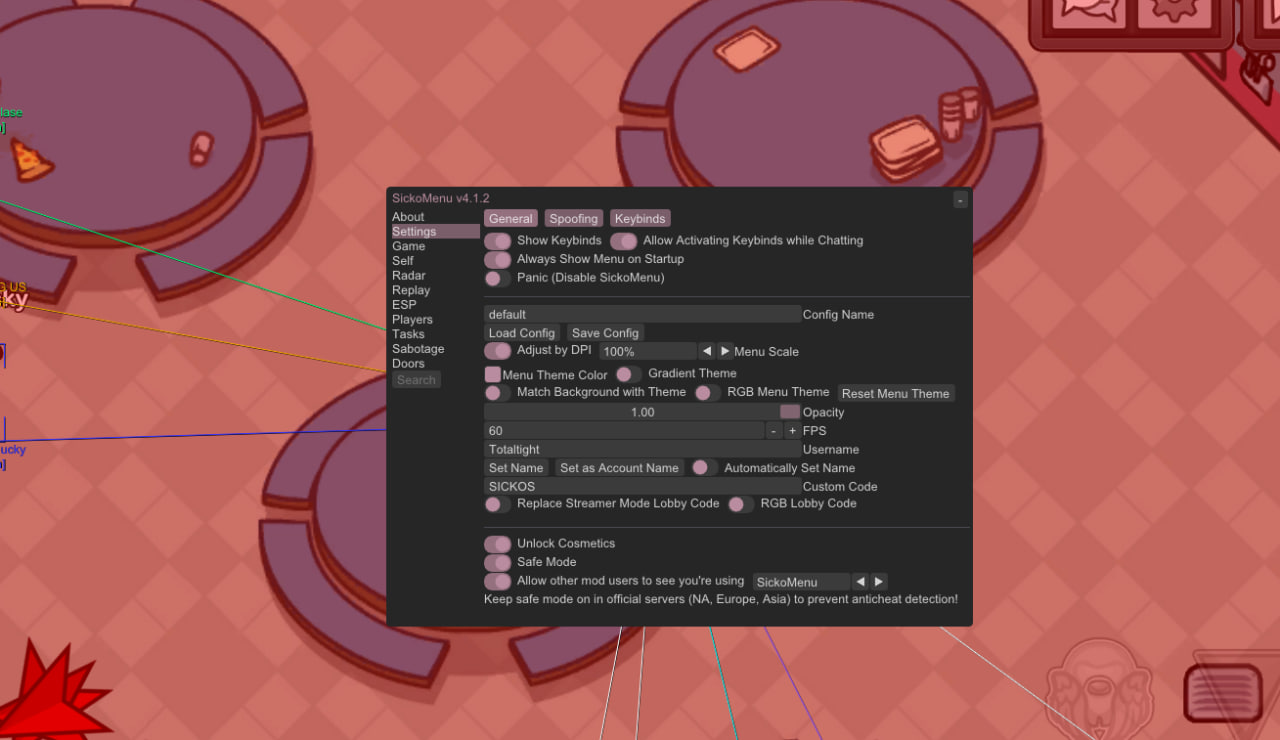 SickoMenu v4.1.2
-
About
Settings
Game
Self
Radar
Replay
ESP
Players
Tasks
Sabotage
Doors
Search
General Spoofing Keybinds
Show Keybinds Allow Activating Keybinds while Chatting
Always Show Menu on Startup
Panic (Disable SickoMenu)
default Config Name
Load Config Save Config
Adjust by DPI 100% ◀ ▶ Menu Scale
Menu Theme Color Gradient Theme
Match Background with Theme RGB Menu Theme Reset Menu Theme
1.00 Opacity
60 - + FPS
Totaltight Username
Set Name Set as Account Name Automatically Set Name
SICKOS Custom Code
Replace Streamer Mode Lobby Code RGB Lobby Code
Unlock Cosmetics
Safe Mode
Allow other mod users to see you're using SickoMenu ◀ ▶
Keep safe mode on in official servers (NA, Europe, Asia) to prevent anticheat detection!
lase
G US
ky
ucky